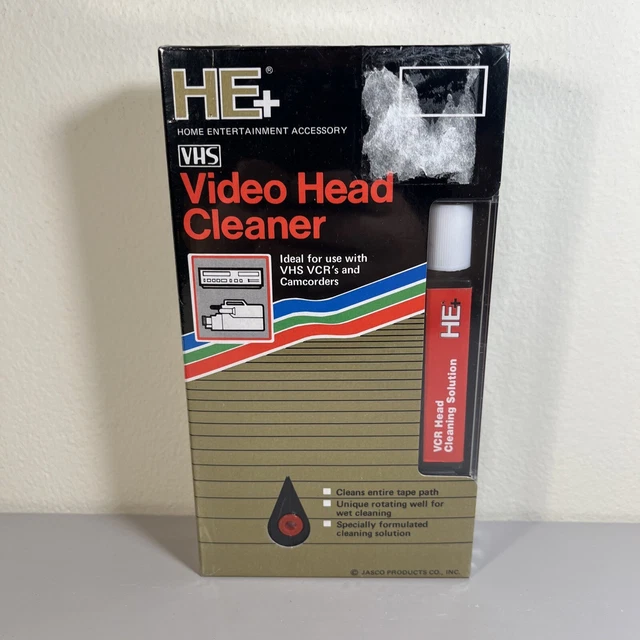 HE+®
HOME ENTERTAINMENT ACCESSORY
VHS
Video Head
Cleaner
Ideal for use with
VHS VCR's and
Camcorders
HE+
VCR Head
Cleaning Solution
Cleans entire tape path
Unique rotating well for
wet cleaning
Specially formulated
cleaning solution
© JASCO PRODUCTS CO., INC.